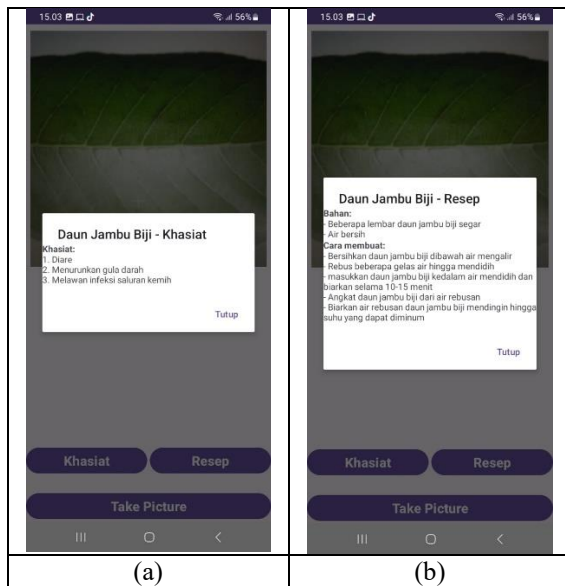 15.03 56%
Daun Jambu Biji - Khasiat
Khasiat:
1. Diare
2. Menurunkan gula darah
3. Melawan infeksi saluran kemih
Tutup
Khasiat Resep
Take Picture
(a)
15.03 56%
Daun Jambu Biji - Resep
Bahan:
- Beberapa lembar daun jambu biji segar
- Air bersih
Cara membuat:
- Bersihkan daun jambu biji dibawah air mengalir
- Rebus beberapa gelas air hingga mendidih
- masukkan daun jambu biji kedalam air mendidih dan
biarkan selama 10-15 menit
- Angkat daun jambu biji dari air rebusan
- Biarkan air rebusan daun jambu biji mendingin hingga
suhu yang dapat diminum
Tutup
Khasiat Resep
Take Picture
(b)